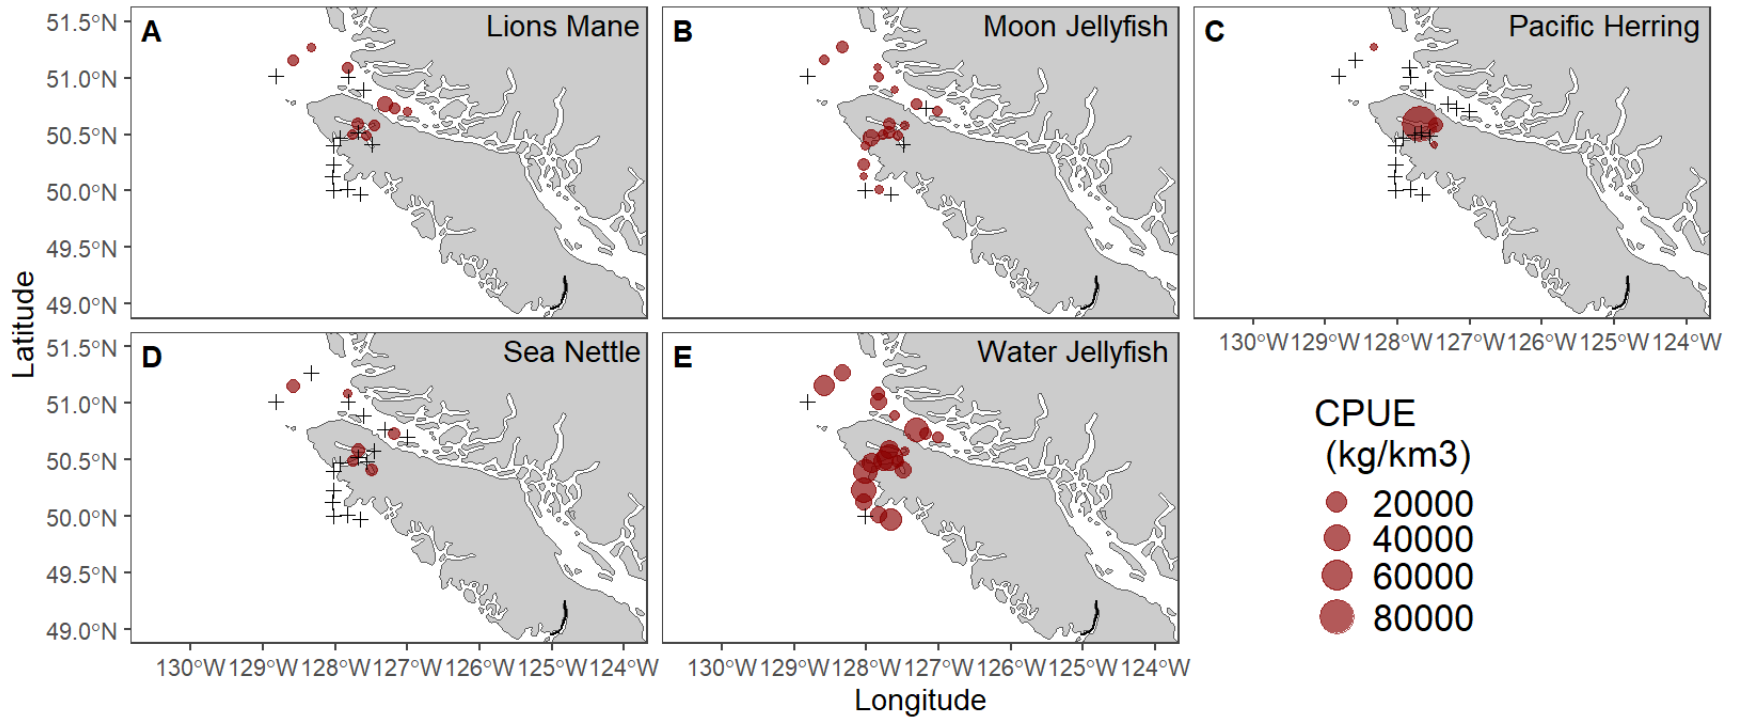 A
Lions Mane
B
Moon Jellyfish
C
Pacific Herring
51.5°N
51.0°N
50.5°N
50.0°N
49.5°N
49.0°N
130°W 129°W 128°W 127°W 126°W 125°W 124°W
D
Sea Nettle
E
Water Jellyfish
51.5°N
51.0°N
50.5°N
50.0°N
49.5°N
49.0°N
Latitude
130°W 129°W 128°W 127°W 126°W 125°W 124°W
130°W 129°W 128°W 127°W 126°W 125°W 124°W
Longitude
CPUE
(kg/km3)
20000
40000
60000
80000